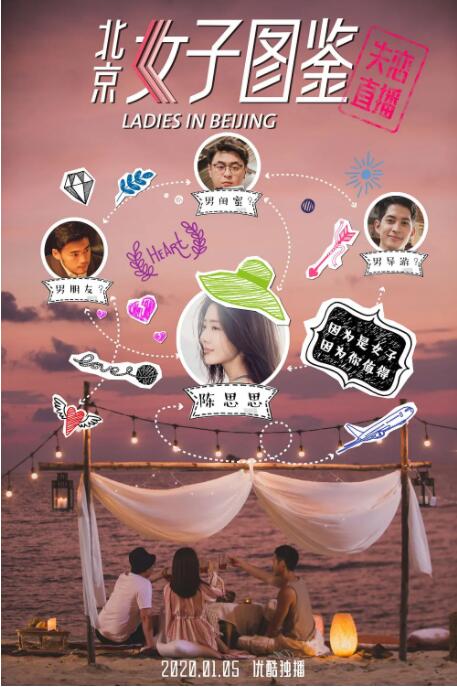 北京女子图鉴
失恋直播
LADIES IN BEIJING
男闺蜜?
男朋友?
男导游?
HEART
因为是女子
因为你值得
陈思思
love
2020.01.05 优酷独播